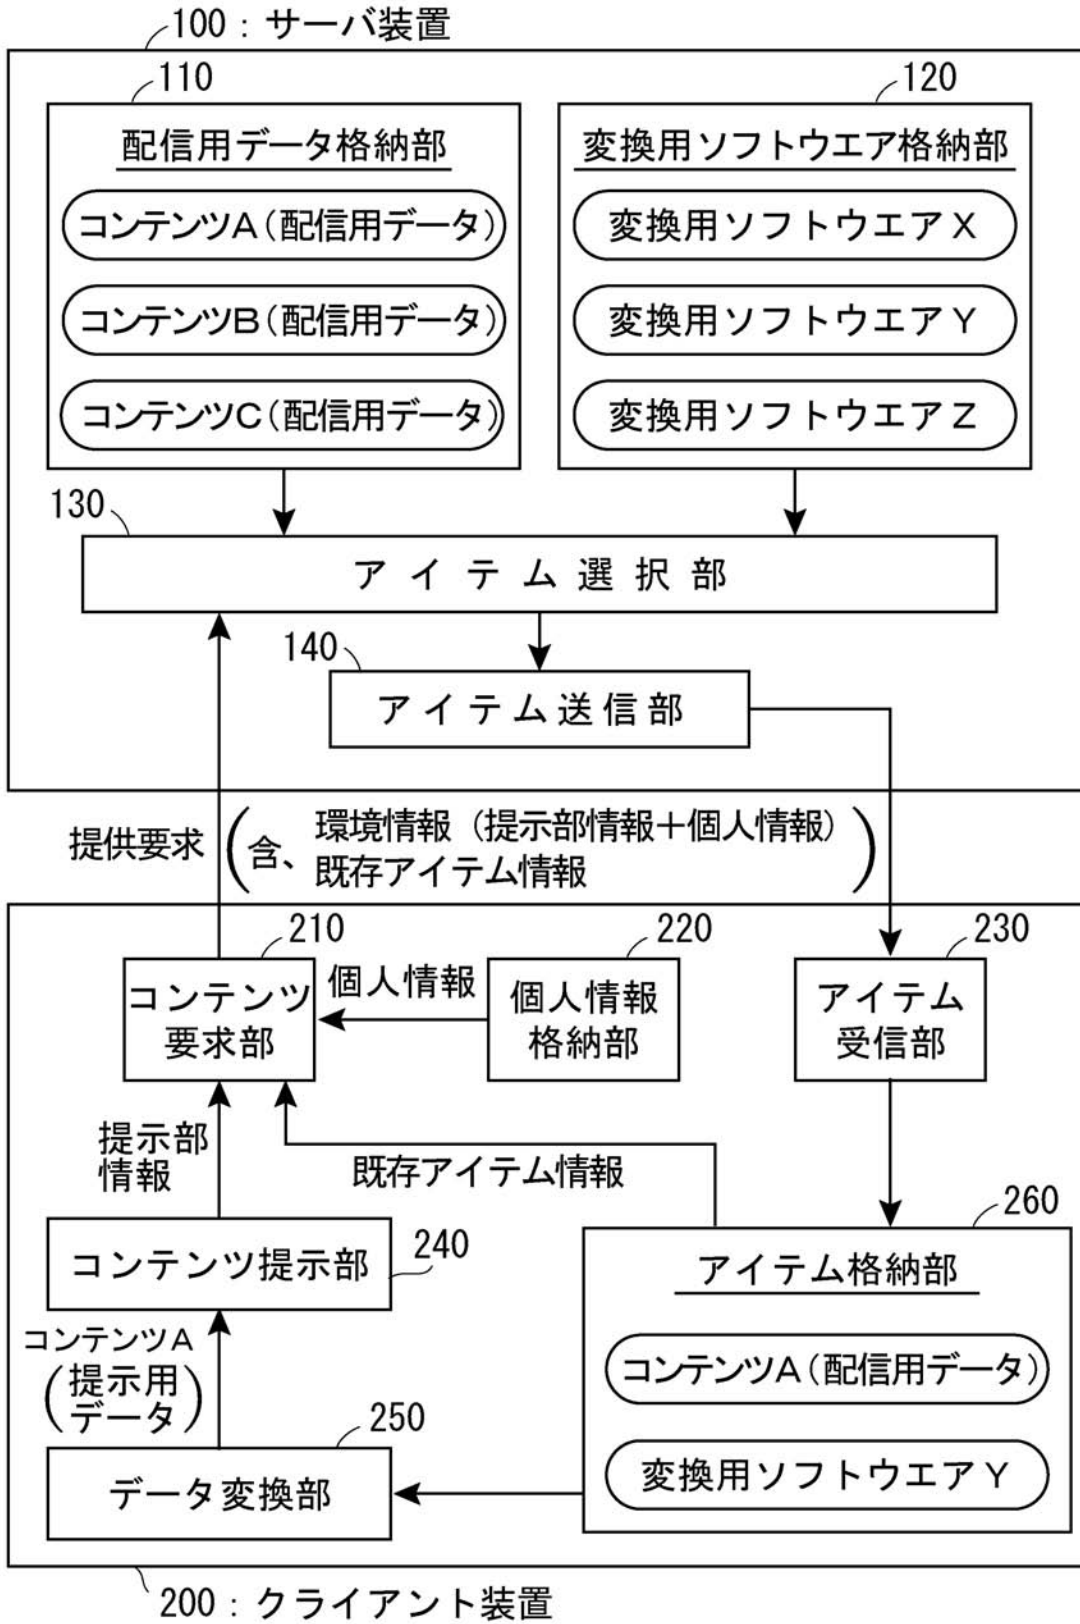 100：サーバ装置
110
120
配信用データ格納部
変換用ソフトウエア格納部
コンテンツA（配信用データ）
変換用ソフトウエアX
コンテンツB（配信用データ）
変換用ソフトウエアY
コンテンツC（配信用データ）
変換用ソフトウエアZ
130
アイテム選択部
140
アイテム送信部
提供要求
含、
環境情報（提示部情報＋個人情報）
既存アイテム情報
210
220
230
コンテンツ
要求部
個人情報
個人情報
格納部
アイテム
受信部
提示部
情報
既存アイテム情報
260
コンテンツ提示部
240
アイテム格納部
コンテンツA
（提示用
データ）
コンテンツA（配信用データ）
250
データ変換部
変換用ソフトウエアY
200：クライアント装置